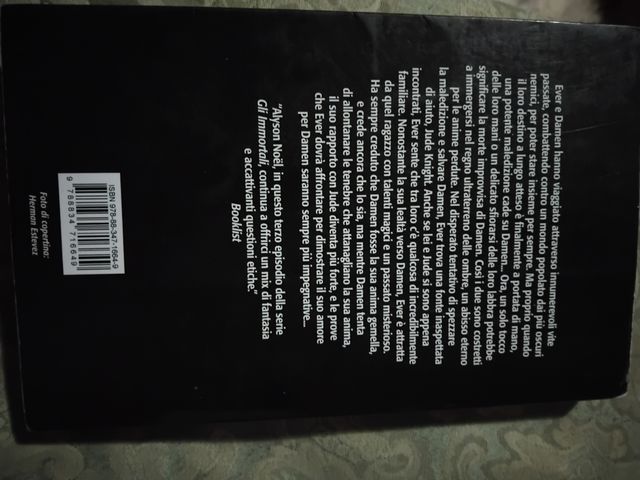 Ever e Damen hanno viaggiato attraverso innumerevoli vite
passate, combattendo contro un mondo popolato dai più oscuri
nemici, per poter stare insieme per sempre. Ma proprio quando
il loro destino a lungo atteso è finalmente a portata di mano,
una potente maledizione cade su Damen... Ora, un solo tocco
delle loro mani o un delicato sfiorarsi delle loro labbra potrebbe
significare la morte improvvisa di Damen. Così i due sono costretti
a immergersi nel regno ultraterreno delle ombre, un abisso eterno
per le anime perdute. Nel disperato tentativo di spezzare
la maledizione e salvare Damen, Ever trova una fonte inaspettata
di aiuto, Jude Knight. Anche se lei e Jude si sono appena
incontrati, Ever sente che tra loro c'è qualcosa di incredibilmente
familiare. Nonostante la sua lealtà verso Damen, Ever è attratta
da quel ragazzo con talenti magici e un passato misterioso.
Ha sempre creduto che Damen fosse la sua anima gemella,
e crede ancora che lo sia, ma mentre Damen tenta
di allontanare le tenebre che attanagliano la sua anima,
il suo rapporto con Jude diventa più forte, e le prove
che Ever dovrà affrontare per dimostrare il suo amore
per Damen saranno sempre più impegnative...
"Alyson Noël, in questo terzo episodio della serie
Gli Immortali, continua a offrirci un mix di fantasia
e accattivanti questioni etiche."
Booklist
ISBN 978-88-347-1664-9
9 788834 716649
Foto di copertina:
Herman Estevez